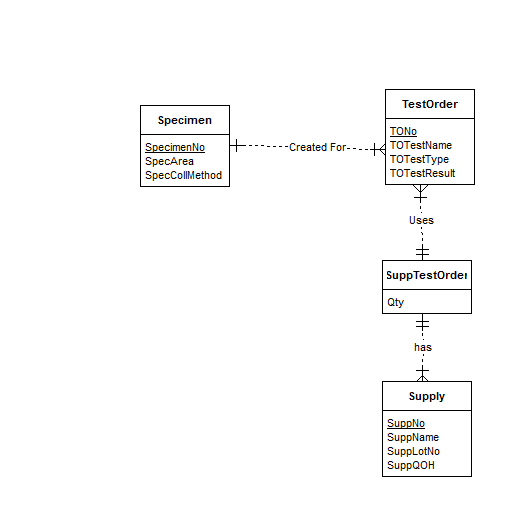 Specimen
SpecimenNo
SpecArea
SpecCollMethod
Created For
TestOrder
TONo
TOTestName
TOTestType
TOTestResult
Uses
SuppTestOrder
Qty
has
Supply
SuppNo
SuppName
SuppLotNo
SuppQOH